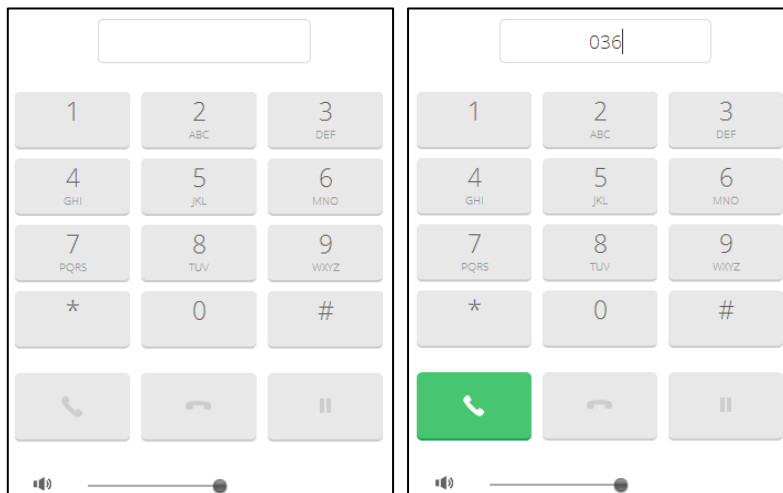 1 2 3
ABC DEF
4 5 6
GHI JKL MNO
7 8 9
PQRS TUV WXYZ
* 0 #
036
1 2 3
ABC DEF
4 5 6
GHI JKL MNO
7 8 9
PQRS TUV WXYZ
* 0 #